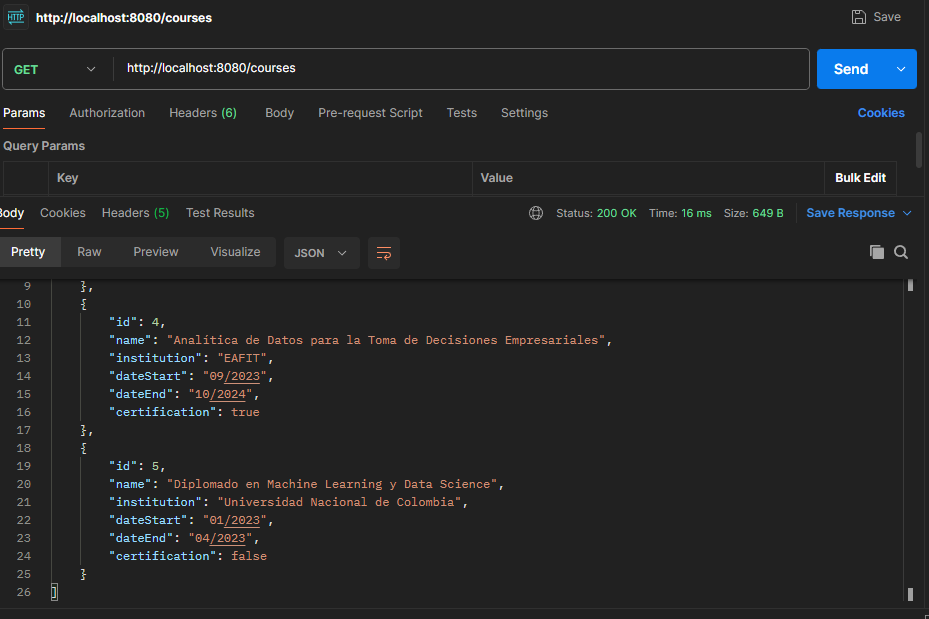 HTTP http://localhost:8080/courses Save
GET http://localhost:8080/courses Send
Params Authorization Headers (6) Body Pre-request Script Tests Settings Cookies
Query Params
Key Value Bulk Edit
Body Cookies Headers (5) Test Results Status: 200 OK Time: 16 ms Size: 649 B Save Response
Pretty Raw Preview Visualize JSON
9 },
10 {
11 "id": 4,
12 "name": "Analítica de Datos para la Toma de Decisiones Empresariales",
13 "institution": "EAFIT",
14 "dateStart": "09/2023",
15 "dateEnd": "10/2024",
16 "certification": true
17 },
18 {
19 "id": 5,
20 "name": "Diplomado en Machine Learning y Data Science",
21 "institution": "Universidad Nacional de Colombia",
22 "dateStart": "01/2023",
23 "dateEnd": "04/2023",
24 "certification": false
25 }
26 ]